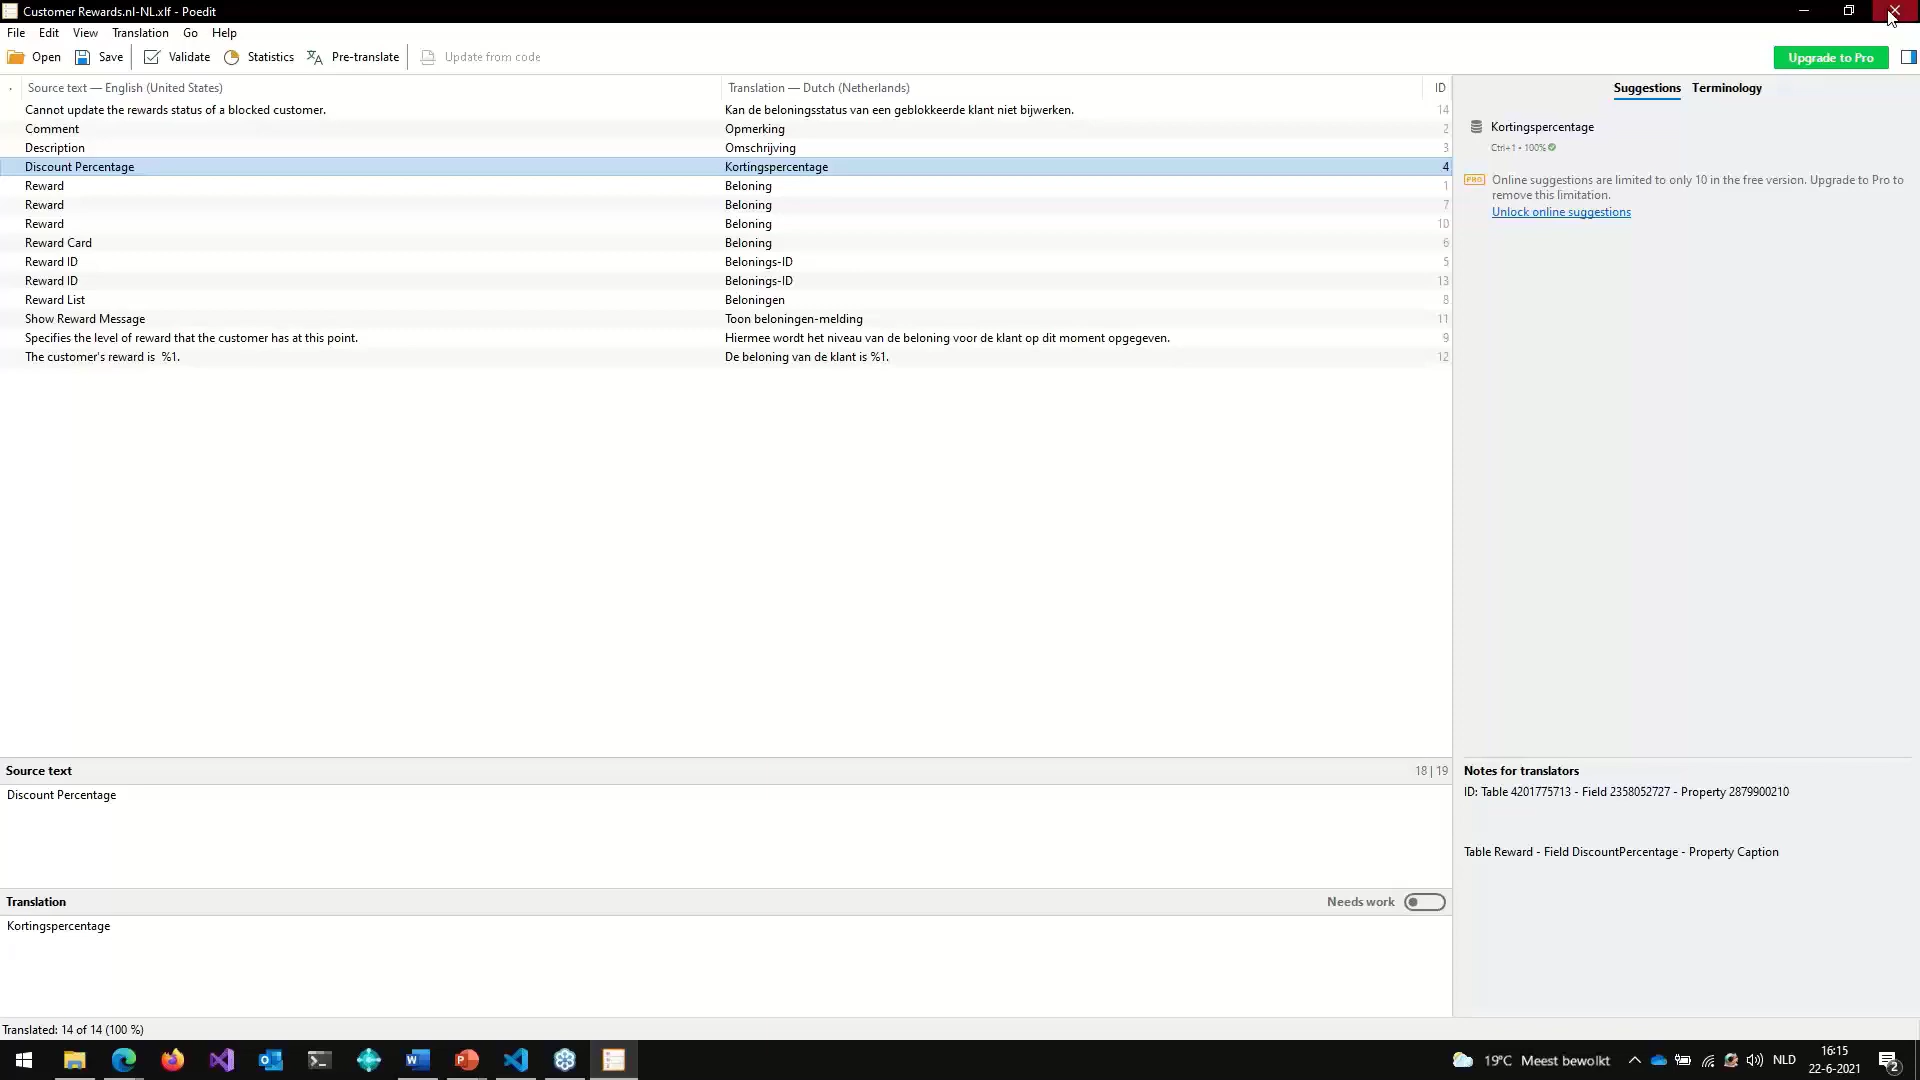 Customer Rewards.nl-NL.xlf - Poedit
File Edit View Translation Go Help
Open Save Validate Statistics Pre-translate Update from code Upgrade to Pro
Source text — English (United States) Translation — Dutch (Netherlands) ID
Cannot update the rewards status of a blocked customer. Kan de beloningsstatus van een geblokkeerde klant niet bijwerken. 14
Comment Opmerking 2
Description Omschrijving 3
Discount Percentage Kortingspercentage 4
Reward Beloning 1
Reward Beloning 7
Reward Beloning 10
Reward Card Beloning 6
Reward ID Belonings-ID 5
Reward ID Belonings-ID 13
Reward List Beloningen 8
Show Reward Message Toon beloningen-melding 11
Specifies the level of reward that the customer has at this point. Hiermee wordt het niveau van de beloning voor de klant op dit moment opgegeven. 9
The customer's reward is  %1. De beloning van de klant is %1. 12
Suggestions Terminology
Kortingspercentage
Ctrl+1 • 100%
PRO Online suggestions are limited to only 10 in the free version. Upgrade to Pro to
remove this limitation.
Unlock online suggestions
Source text 18 | 19
Discount Percentage
Translation Needs work
Kortingspercentage
Notes for translators
ID: Table 4201775713 - Field 2358052727 - Property 2879900210
Table Reward - Field DiscountPercentage - Property Caption
Translated: 14 of 14 (100 %)
19°C Meest bewolkt NLD 16:15
22-6-2021 2